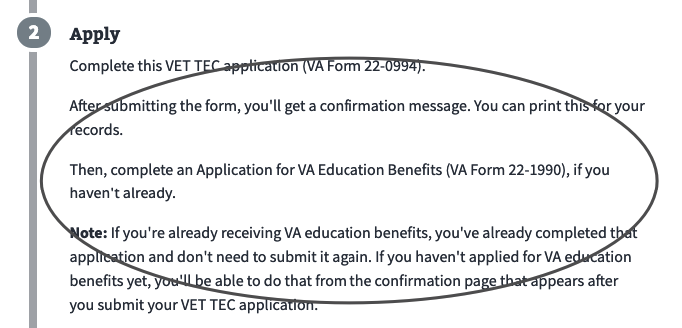 2 Apply
Complete this VET TEC application (VA Form 22-0994).
After submitting the form, you'll get a confirmation message. You can print this for your
records.
Then, complete an Application for VA Education Benefits (VA Form 22-1990), if you
haven't already.
Note: If you're already receiving VA education benefits, you've already completed that
application and don't need to submit it again. If you haven't applied for VA education
benefits yet, you'll be able to do that from the confirmation page that appears after
you submit your VET TEC application.